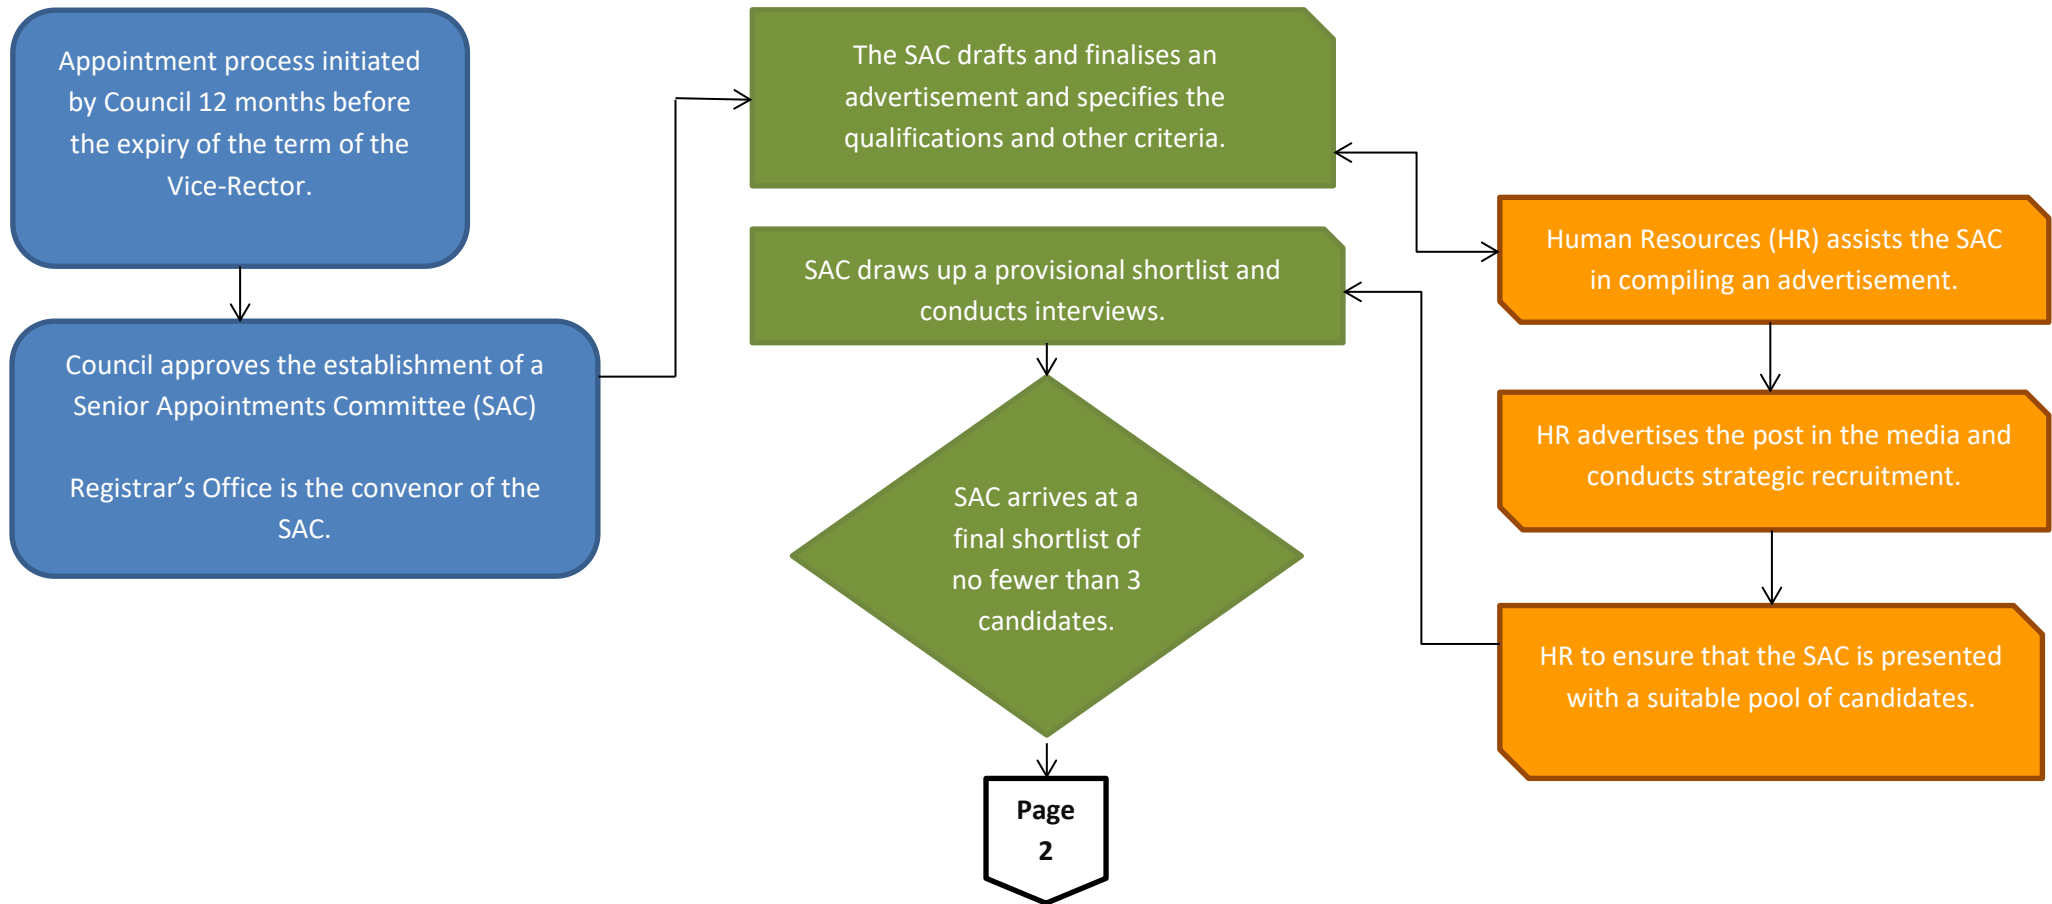 Appointment process initiated
by Council 12 months before
the expiry of the term of the
Vice-Rector.
Council approves the establishment of a
Senior Appointments Committee (SAC)
Registrar’s Office is the convenor of the
SAC.
The SAC drafts and finalises an
advertisement and specifies the
qualifications and other criteria.
Human Resources (HR) assists the SAC
in compiling an advertisement.
HR advertises the post in the media and
conducts strategic recruitment.
HR to ensure that the SAC is presented
with a suitable pool of candidates.
SAC draws up a provisional shortlist and
conducts interviews.
SAC arrives at a
final shortlist of
no fewer than 3
candidates.
Page
2